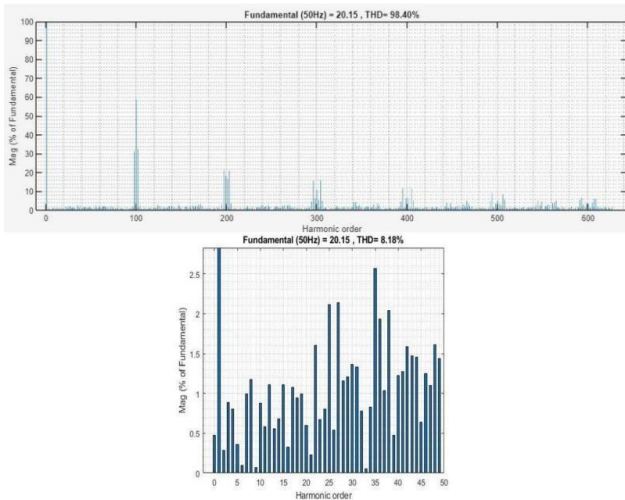 Fundamental (50Hz) = 20.15 , THD= 98.40%
100
90
80
70
60
50
40
30
20
10
0
Mag (% of Fundamental)
0 100 200 300 400 500 600
Harmonic order
Fundamental (50Hz) = 20.15 , THD= 8.18%
2.5
2
1.5
1
0.5
0
Mag (% of Fundamental)
0 5 10 15 20 25 30 35 40 45 50
Harmonic order